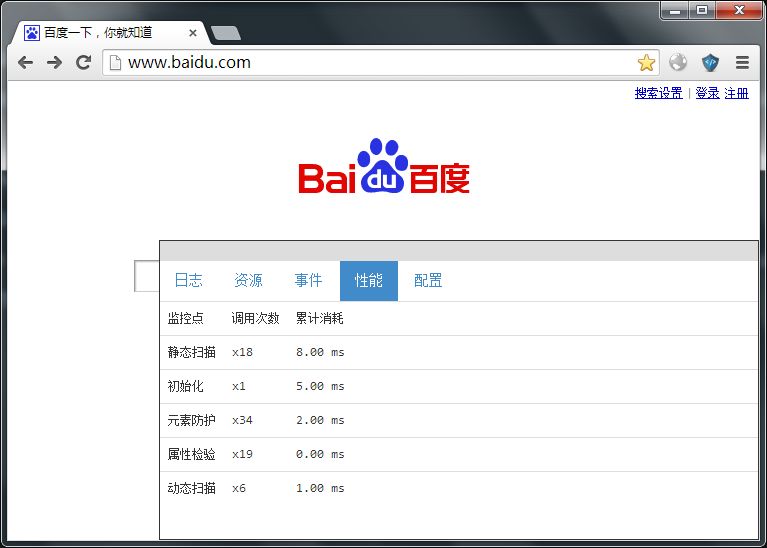 百度一下，你就知道
www.baidu.com
搜索设置 | 登录 注册
Bai du 百度
日志 资源 事件 性能 配置
监控点 调用次数 累计消耗
静态扫描 x18 8.00 ms
初始化 x1 5.00 ms
元素防护 x34 2.00 ms
属性检验 x19 0.00 ms
动态扫描 x6 1.00 ms